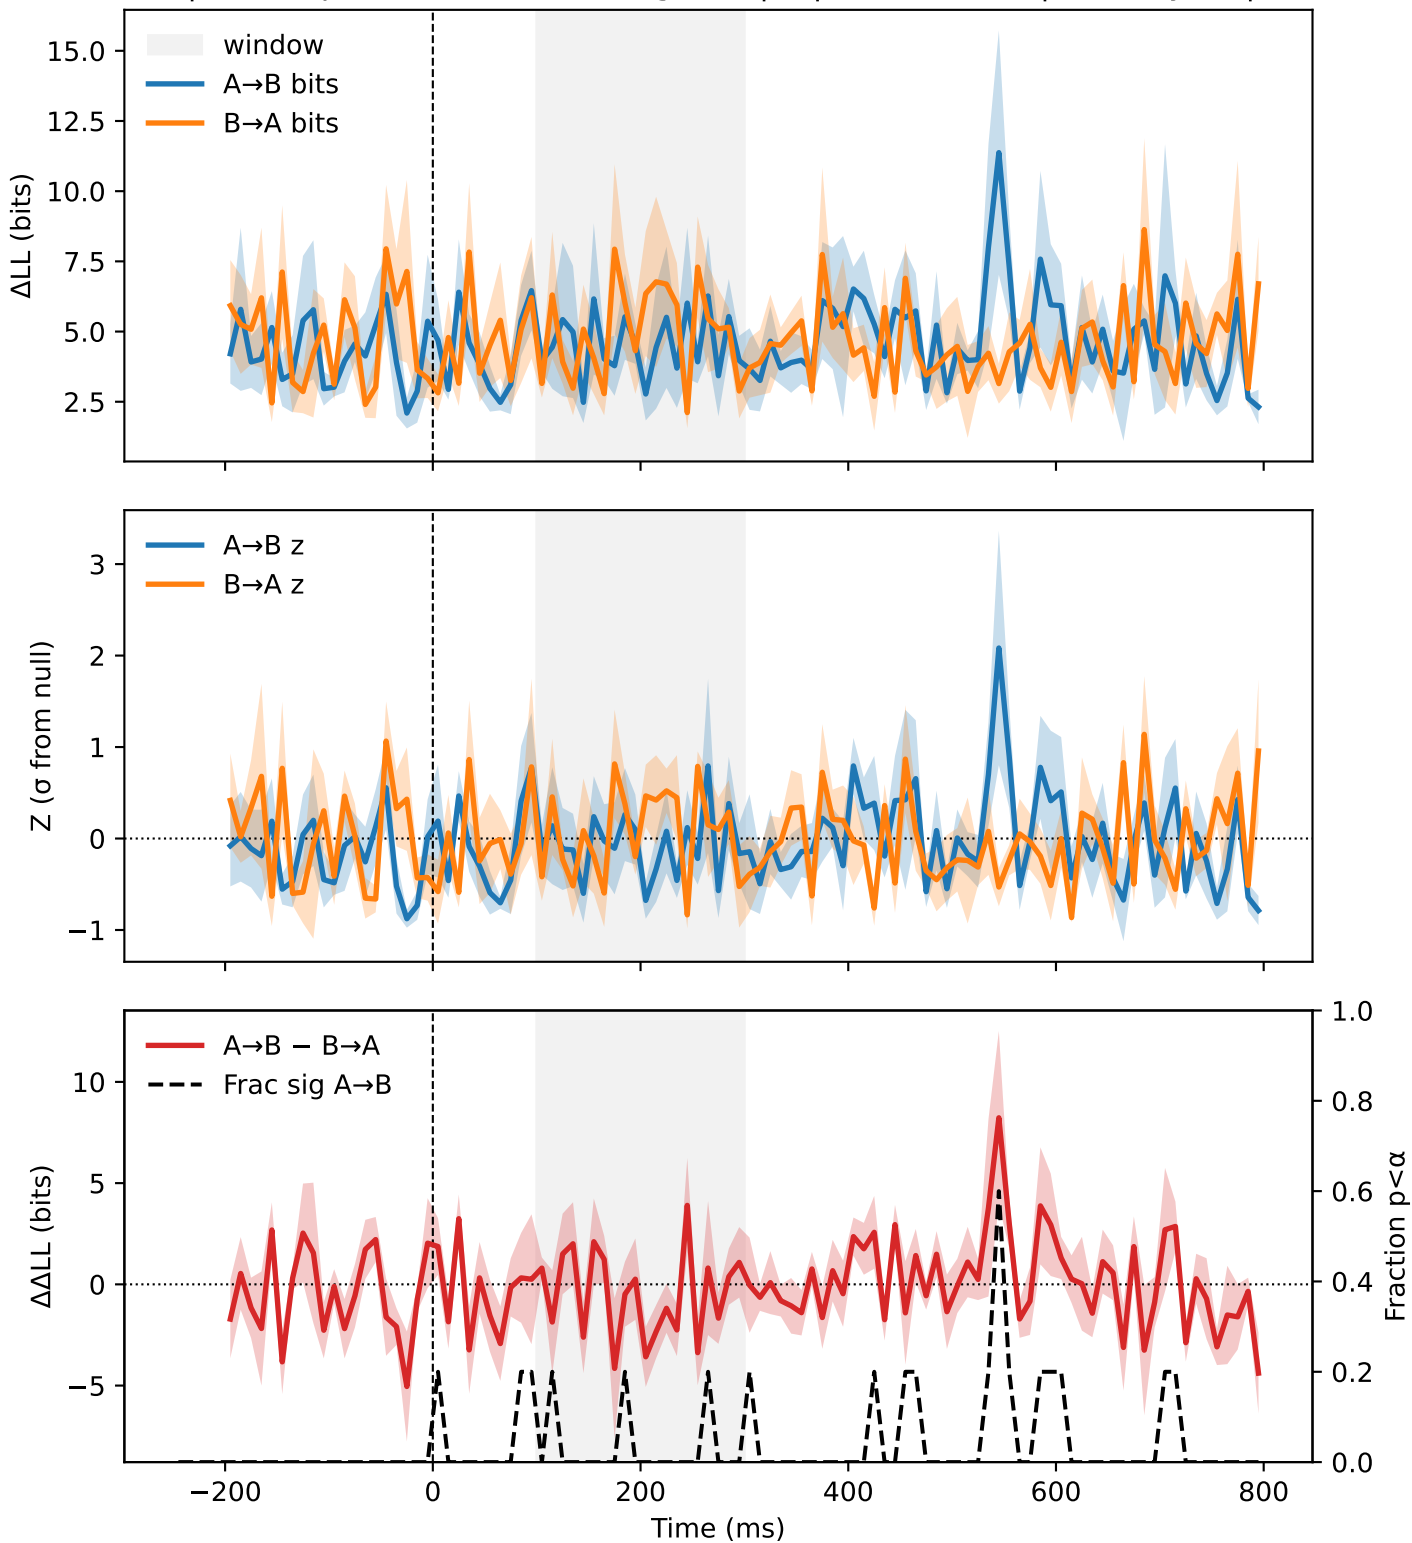 15.0
12.5
10.0
7.5
5.0
2.5
ΔLL (bits)
window
A→B bits
B→A bits
3
2
1
0
−1
Z (σ from null)
A→B z
B→A z
10
5
0
−5
ΔΔLL (bits)
A→B − B→A
Frac sig A→B
1.0
0.8
0.6
0.4
0.2
0.0
Fraction p<α
−200 0 200 400 600 800
Time (ms)